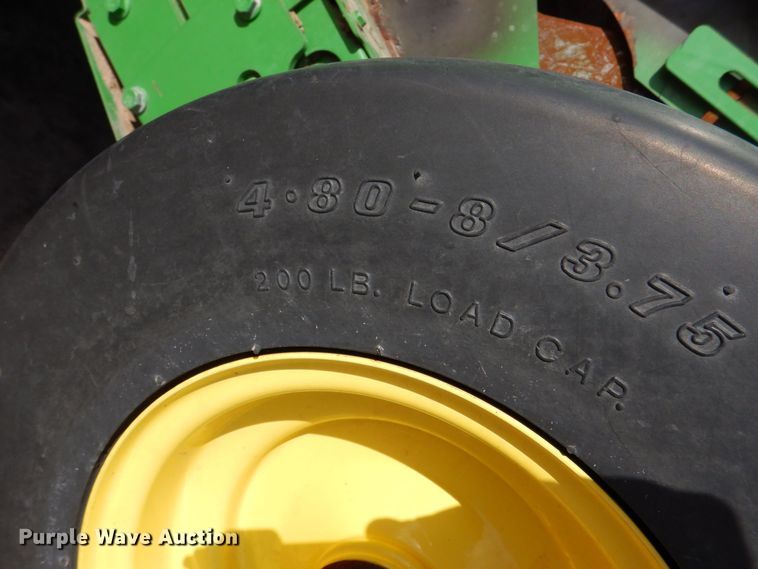 4.80-8/3.75
200 LB. LOAD CAP.
Purple Wave Auction®